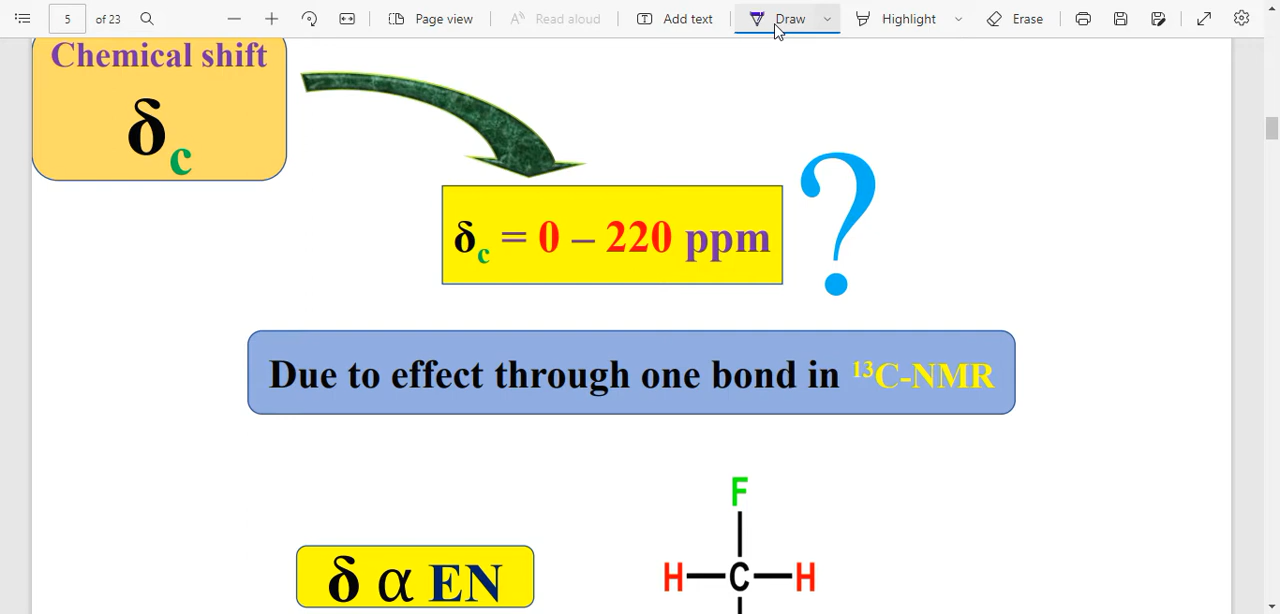 5 of 23 Page view Read aloud Add text Draw Highlight Erase
Chemical shift
δc
δc = 0 – 220 ppm
?
Due to effect through one bond in ¹³C-NMR
F
δ α EN
H—C—H